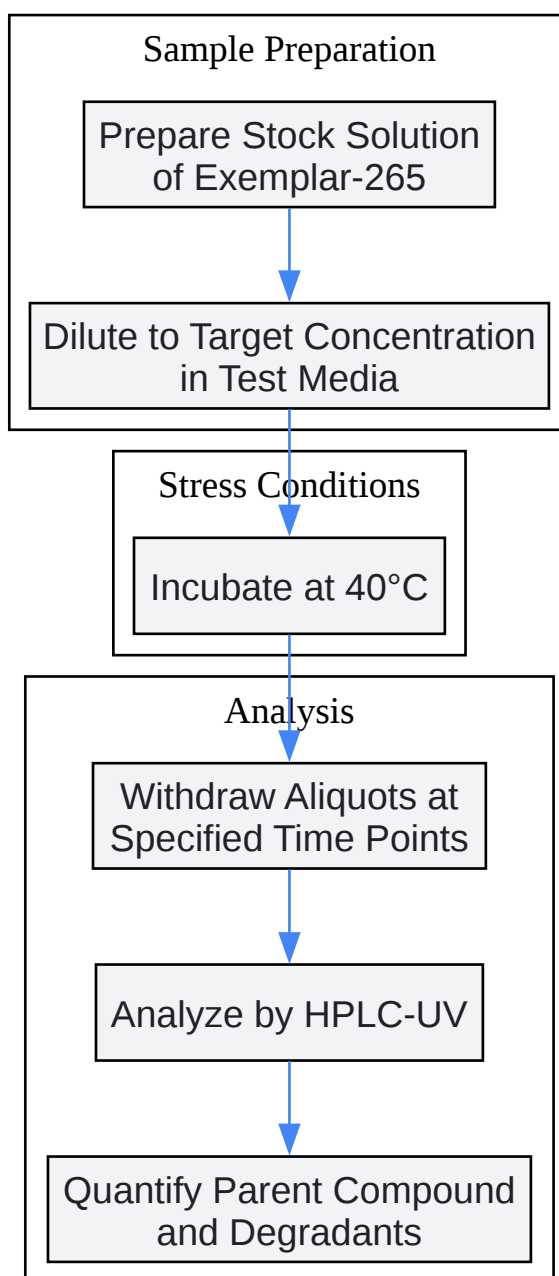 Sample Preparation
Prepare Stock Solution
of Exemplar-265
Dilute to Target Concentration
in Test Media
Stress Conditions
Incubate at 40°C
Analysis
Withdraw Aliquots at
Specified Time Points
Analyze by HPLC-UV
Quantify Parent Compound
and Degradants